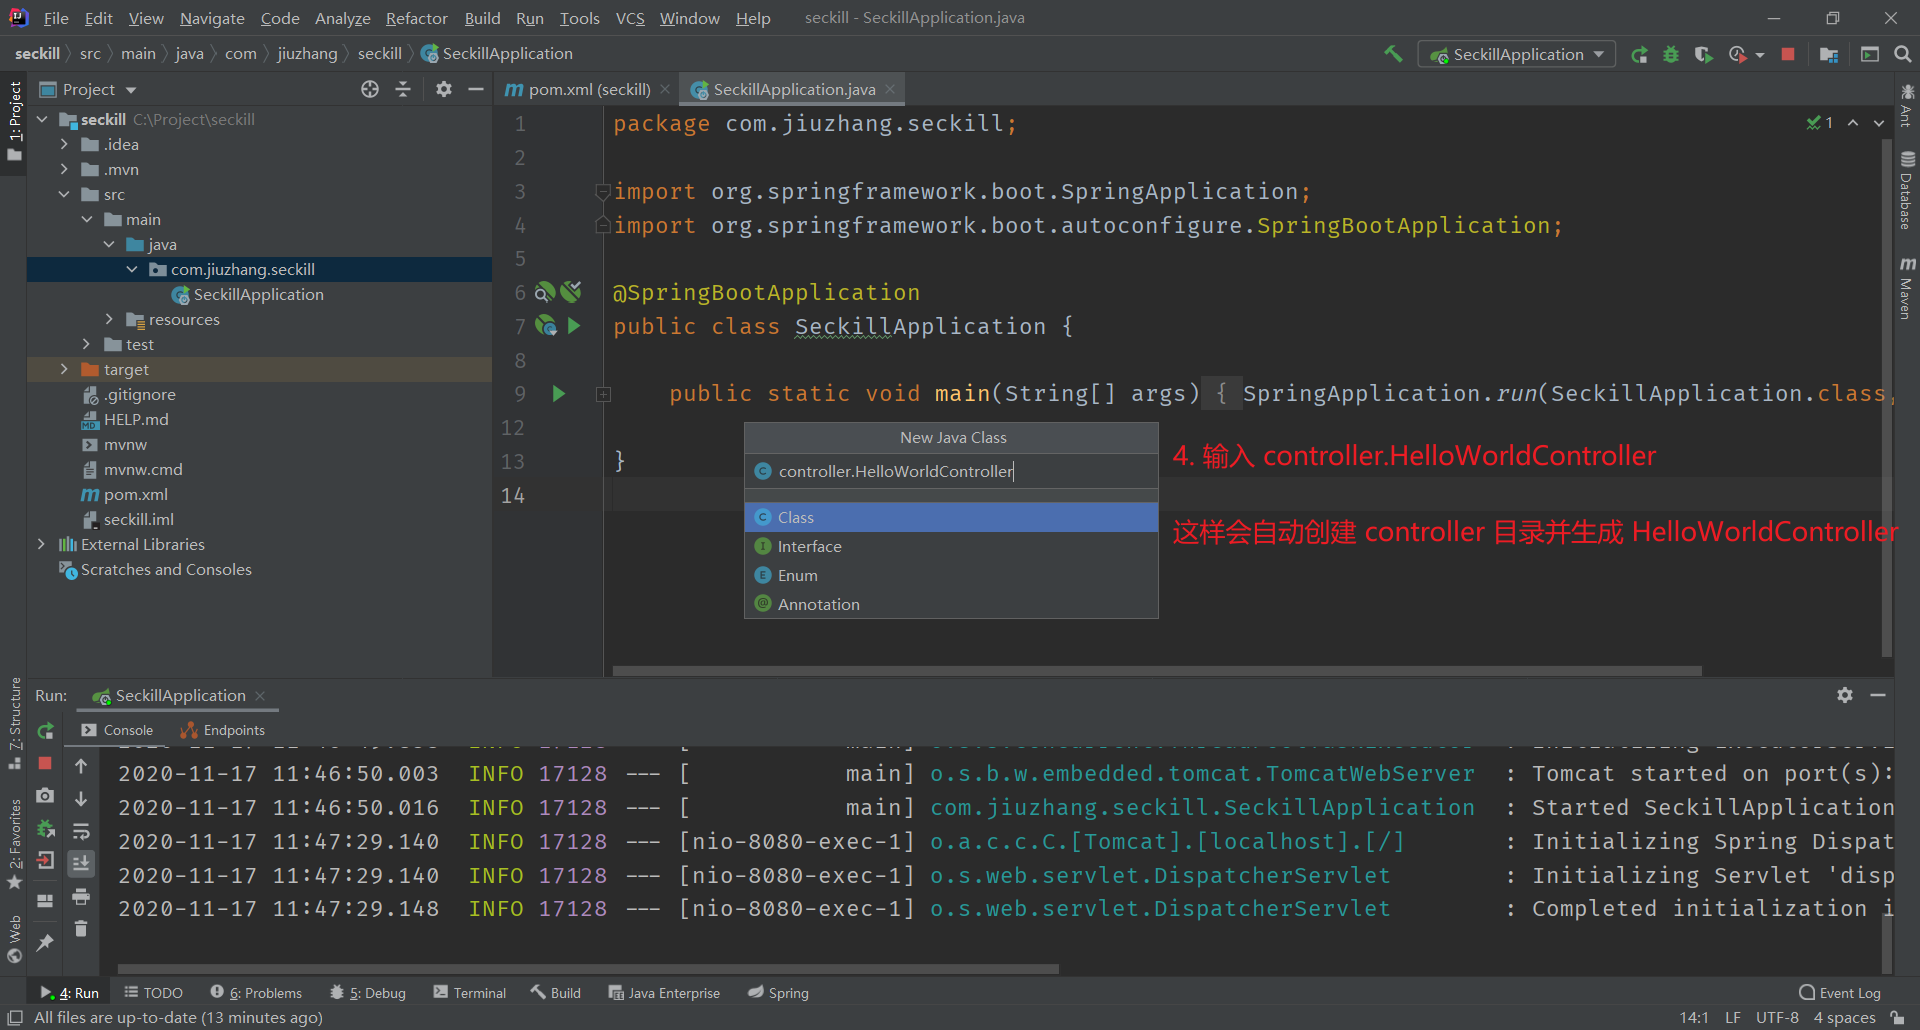 File Edit View Navigate Code Analyze Refactor Build Run Tools VCS Window Help seckill - SeckillApplication.java
seckill src main java com jiuzhang seckill SeckillApplication
SeckillApplication
1: Project
Project
pom.xml (seckill)
SeckillApplication.java
seckill C:\Project\seckill
.idea
.mvn
src
main
java
com.jiuzhang.seckill
SeckillApplication
resources
test
target
.gitignore
HELP.md
mvnw
mvnw.cmd
pom.xml
seckill.iml
External Libraries
Scratches and Consoles
1 package com.jiuzhang.seckill;
2
3 import org.springframework.boot.SpringApplication;
4 import org.springframework.boot.autoconfigure.SpringBootApplication;
5
6 @SpringBootApplication
7 public class SeckillApplication {
8
9 public static void main(String[] args) { SpringApplication.run(SeckillApplication.class,
12
13 }
14
1
New Java Class
controller.HelloWorldController
Class
Interface
Enum
Annotation
4. 输入 controller.HelloWorldController
这样会自动创建 controller 目录并生成 HelloWorldController
Ant
Database
Maven
7: Structure
2: Favorites
Web
Run: SeckillApplication
Console Endpoints
2020-11-17 11:46:50.003 INFO 17128 --- [ main] o.s.b.w.embedded.tomcat.TomcatWebServer : Tomcat started on port(s):
2020-11-17 11:46:50.016 INFO 17128 --- [ main] com.jiuzhang.seckill.SeckillApplication : Started SeckillApplication
2020-11-17 11:47:29.140 INFO 17128 --- [nio-8080-exec-1] o.a.c.c.C.[Tomcat].[localhost].[/] : Initializing Spring Dispat
2020-11-17 11:47:29.140 INFO 17128 --- [nio-8080-exec-1] o.s.web.servlet.DispatcherServlet : Initializing Servlet 'disp
2020-11-17 11:47:29.148 INFO 17128 --- [nio-8080-exec-1] o.s.web.servlet.DispatcherServlet : Completed initialization i
4: Run TODO 6: Problems 5: Debug Terminal Build Java Enterprise Spring Event Log
All files are up-to-date (13 minutes ago) 14:1 LF UTF-8 4 spaces